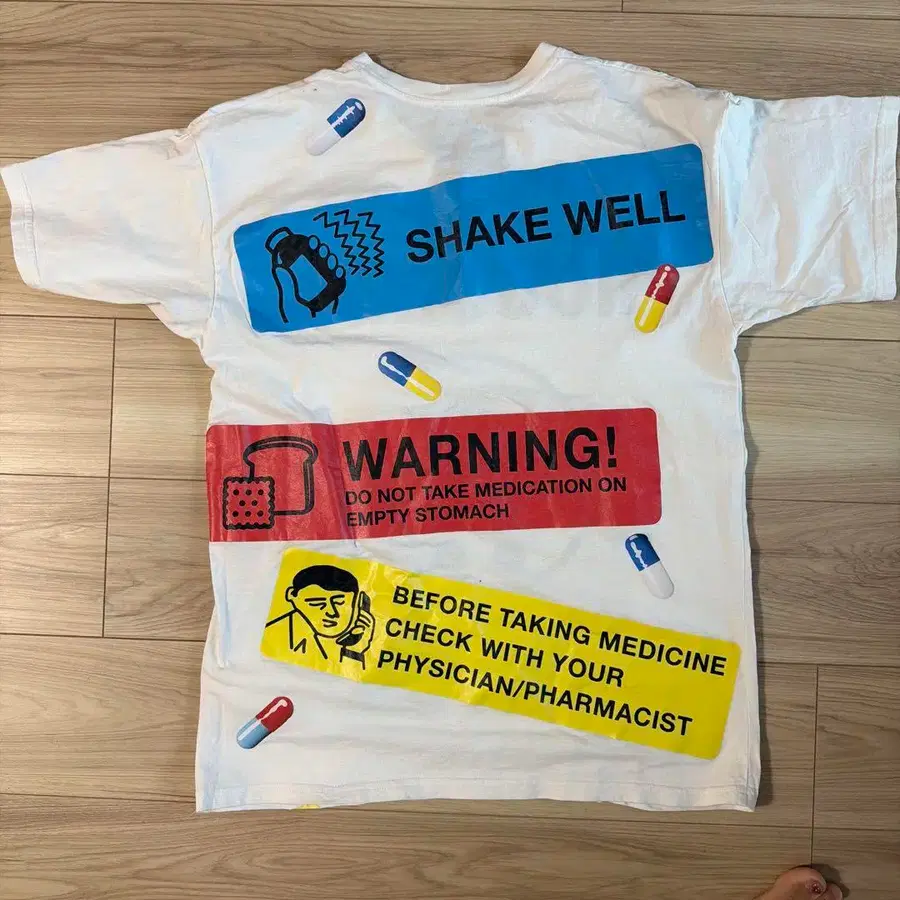 SHAKE WELL
WARNING!
DO NOT TAKE MEDICATION ON
EMPTY STOMACH
BEFORE TAKING MEDICINE
CHECK WITH YOUR
PHYSICIAN/PHARMACIST